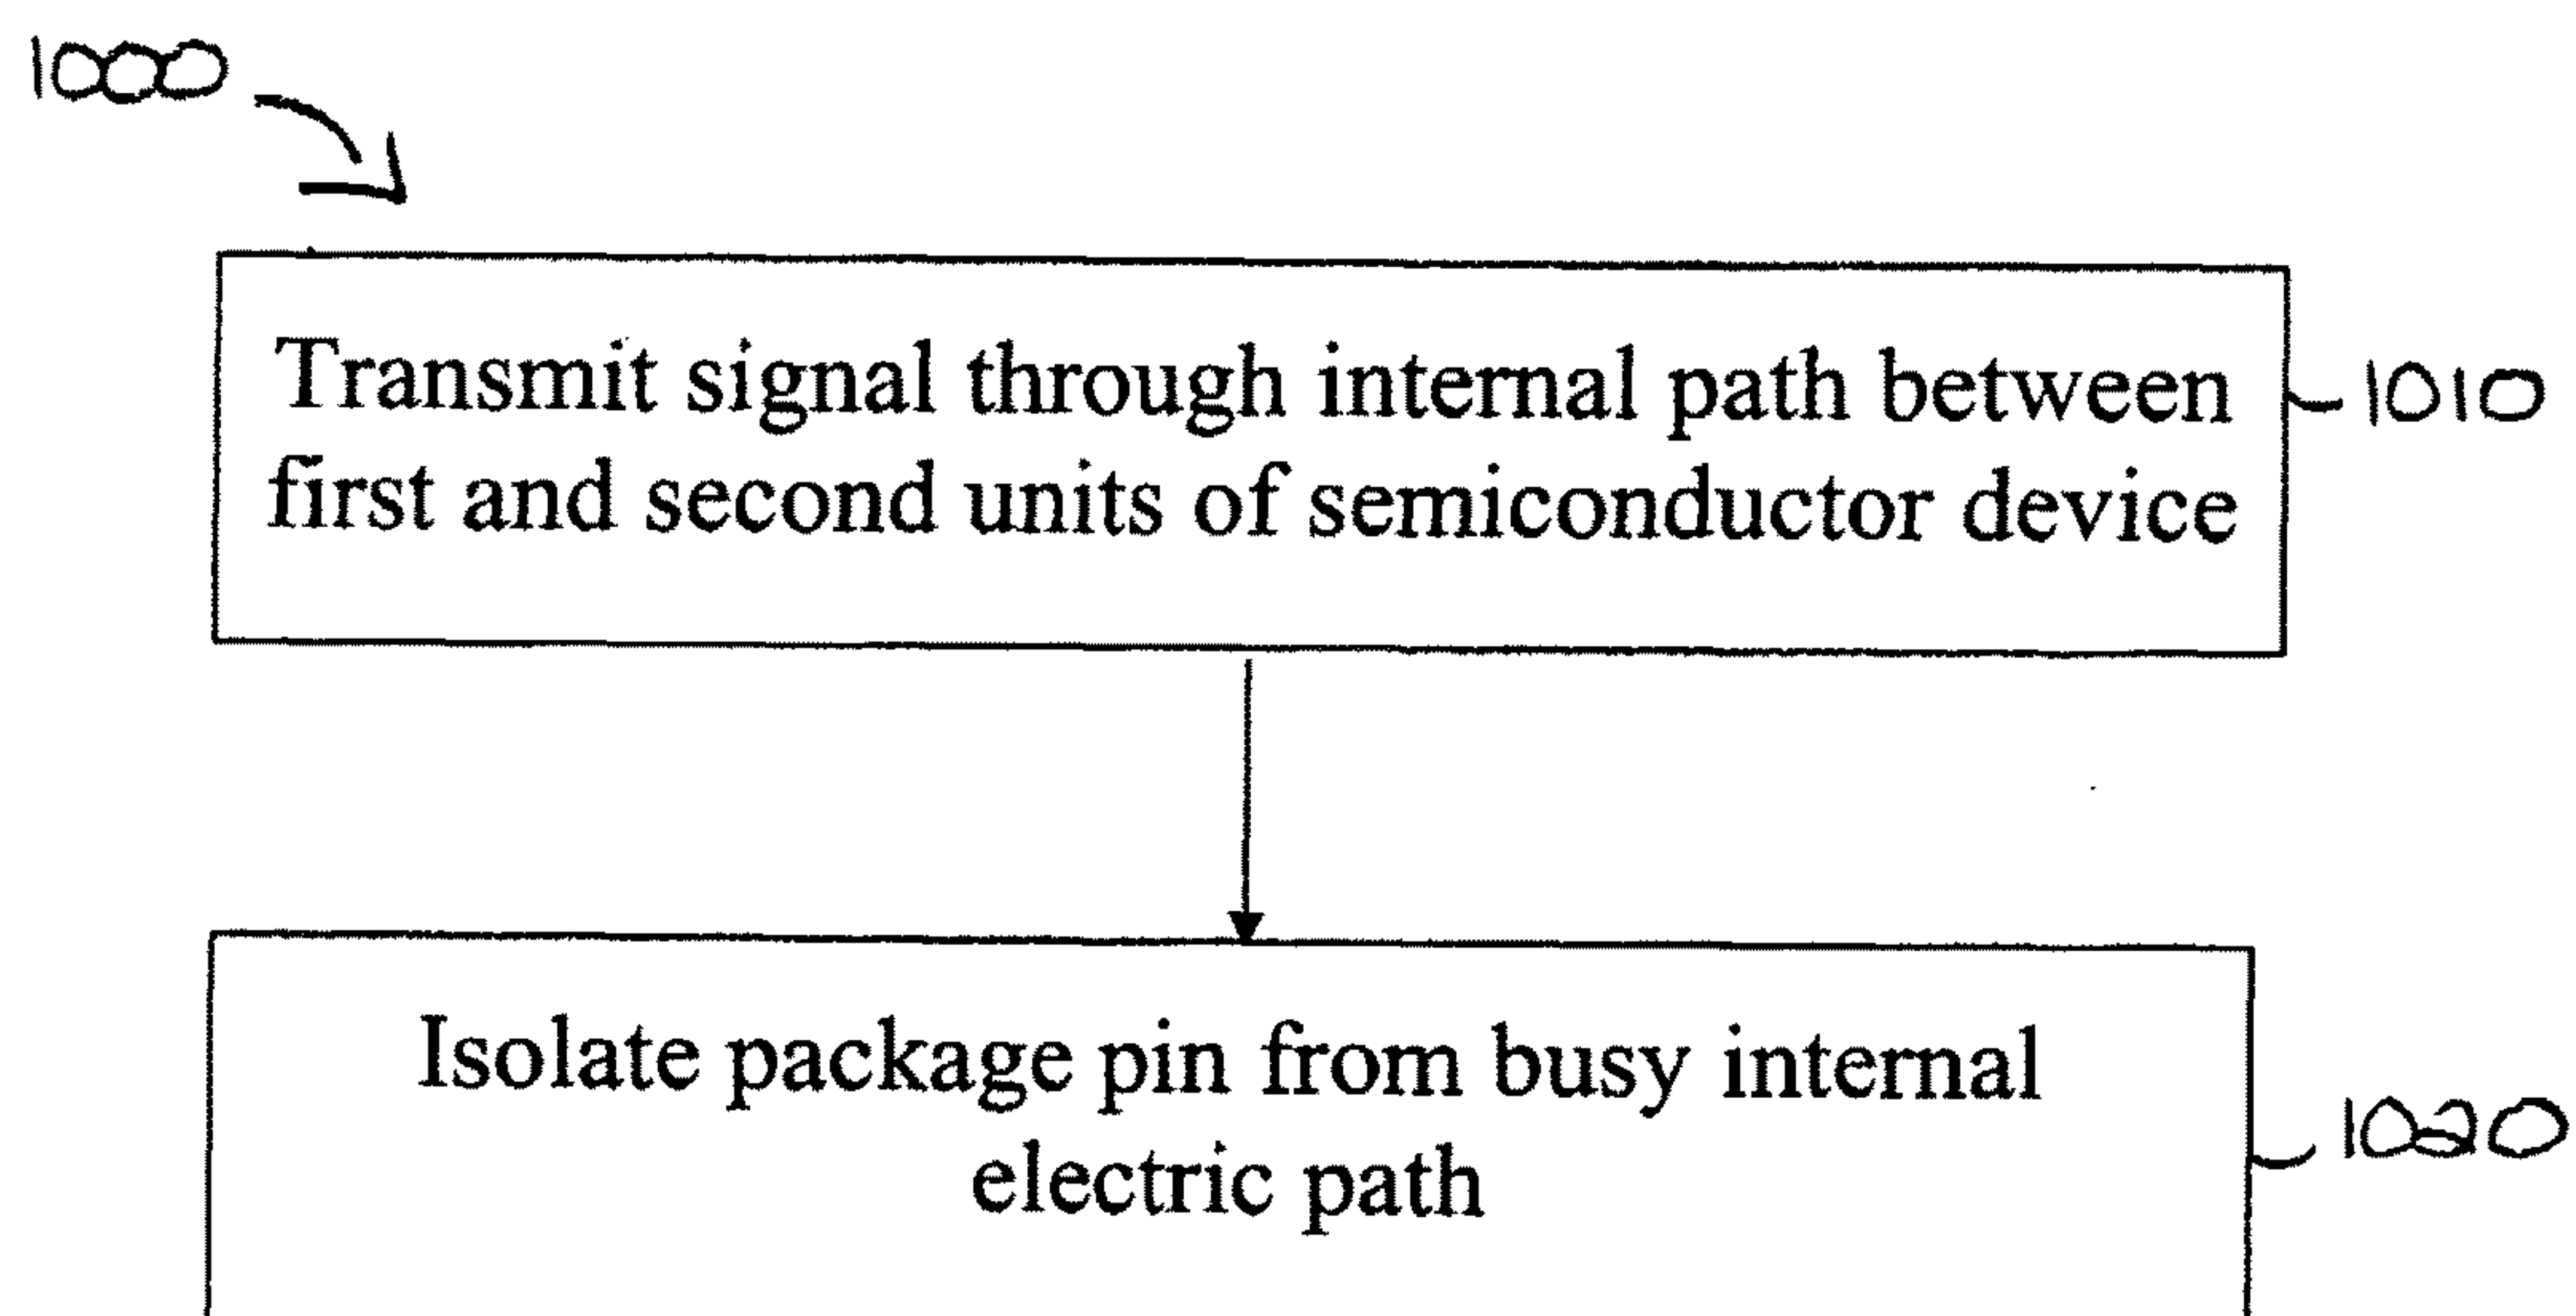 1000
Transmit signal through internal path between
1010
first and second units of semiconductor device
Isolate package pin from busy internal
1020
electric path